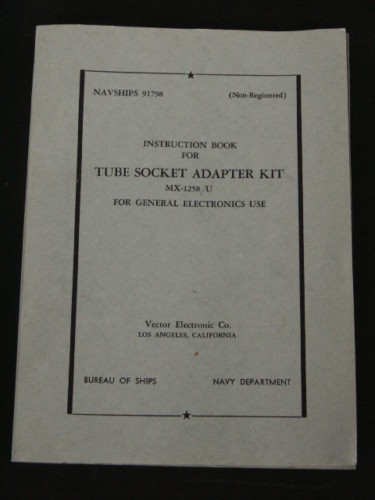 NAVSHIPS 91798 (Non-Registered)
INSTRUCTION BOOK
FOR
TUBE SOCKET ADAPTER KIT
MX-1258/U
FOR GENERAL ELECTRONICS USE
Vector Electronic Co.
LOS ANGELES, CALIFORNIA
BUREAU OF SHIPS NAVY DEPARTMENT